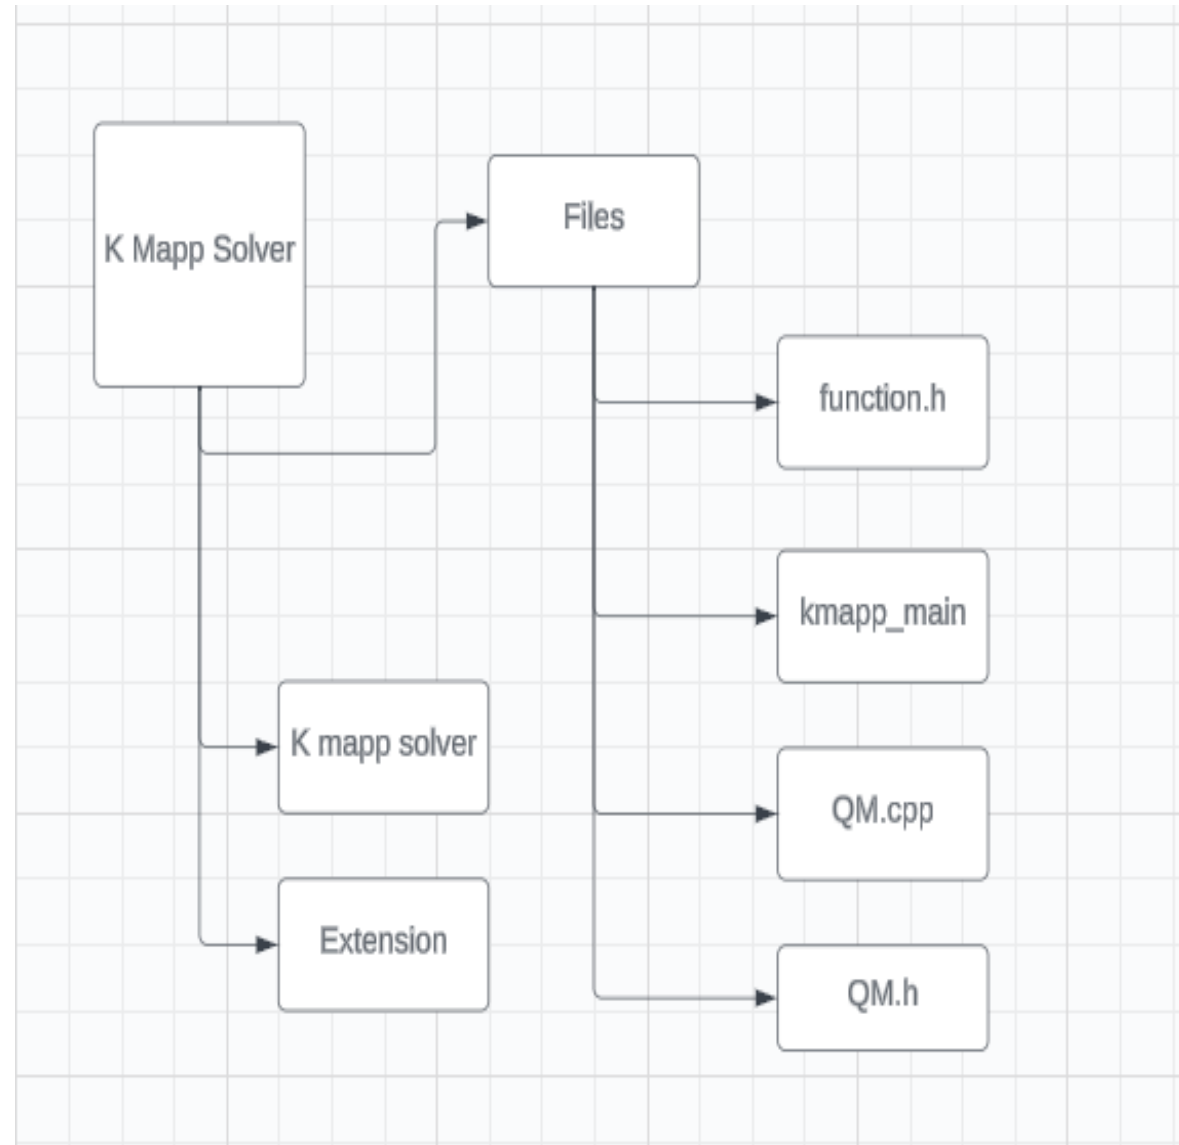 K Mapp Solver
Files
function.h
kmapp_main
K mapp solver
QM.cpp
Extension
QM.h